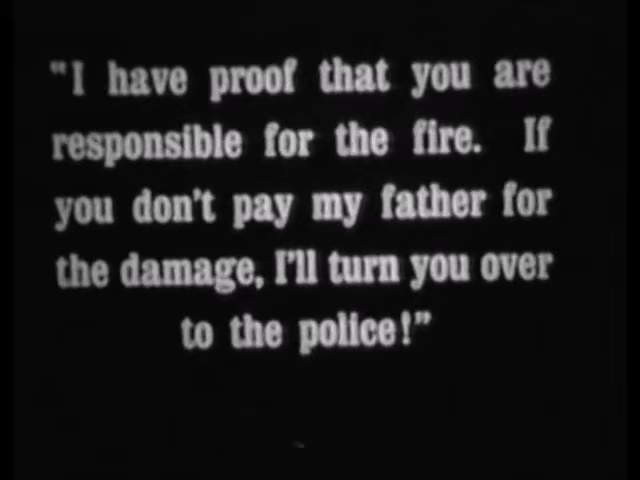 "I have proof that you are
responsible for the fire. If
you don't pay my father for
the damage, I'll turn you over
to the police!"